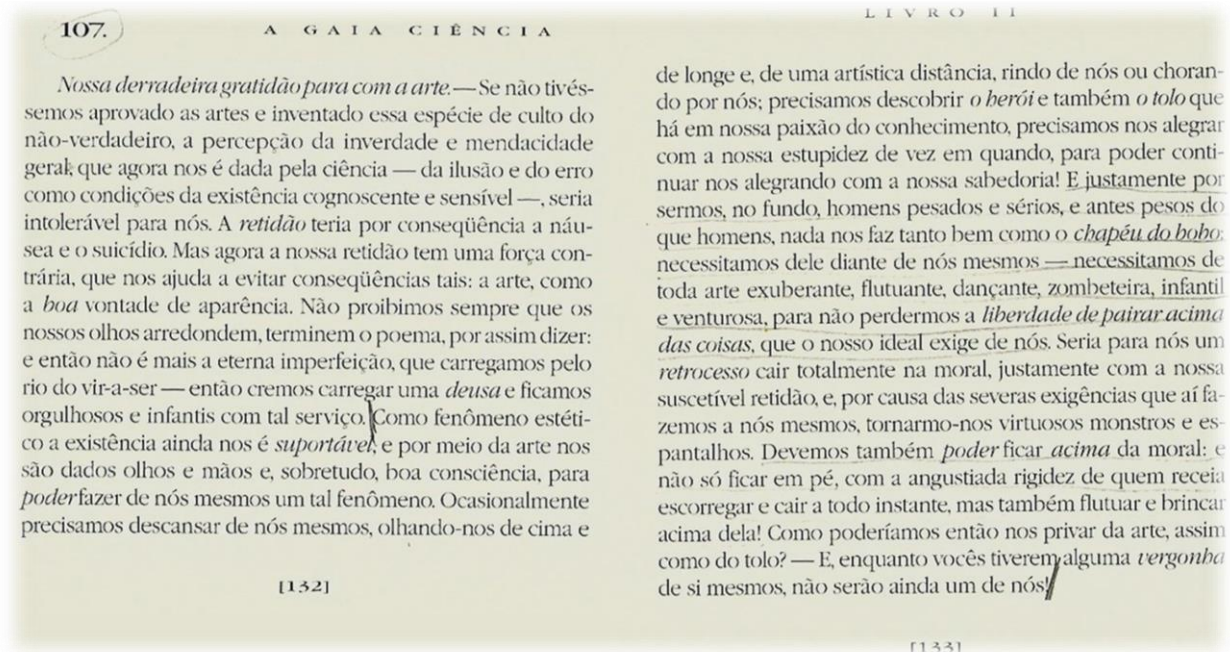 107.
A GAIA CIÊNCIA
Nossa derradeira gratidão para com a arte. — Se não tivés-
semos aprovado as artes e inventado essa espécie de culto do
não-verdadeiro, a percepção da inverdade e mendacidade
geral, que agora nos é dada pela ciência — da ilusão e do erro
como condições da existência cognoscente e sensível —, seria
intolerável para nós. A retidão teria por conseqüência a náu-
sea e o suicídio. Mas agora a nossa retidão tem uma força con-
trária, que nos ajuda a evitar conseqüências tais: a arte, como
a boa vontade de aparência. Não proibimos sempre que os
nossos olhos arredondem, terminem o poema, por assim dizer:
e então não é mais a eterna imperfeição, que carregamos pelo
rio do vir-a-ser — então cremos carregar uma deusa e ficamos
orgulhosos e infantis com tal serviço. Como fenômeno estéti-
co a existência ainda nos é suportável, e por meio da arte nos
são dados olhos e mãos e, sobretudo, boa consciência, para
poder fazer de nós mesmos um tal fenômeno. Ocasionalmente
precisamos descansar de nós mesmos, olhando-nos de cima e
[132]
LIVRO II
de longe e, de uma artística distância, rindo de nós ou choran-
do por nós; precisamos descobrir o herói e também o tolo que
há em nossa paixão do conhecimento, precisamos nos alegrar
com a nossa estupidez de vez em quando, para poder conti-
nuar nos alegrando com a nossa sabedoria! E justamente por
sermos, no fundo, homens pesados e sérios, e antes pesos do
que homens, nada nos faz tanto bem como o chapéu do bobo:
necessitamos dele diante de nós mesmos — necessitamos de
toda arte exuberante, flutuante, dançante, zombeteira, infantil
e venturosa, para não perdermos a liberdade de pairar acima
das coisas, que o nosso ideal exige de nós. Seria para nós um
retrocesso cair totalmente na moral, justamente com a nossa
suscetível retidão, e, por causa das severas exigências que aí fa-
zemos a nós mesmos, tornarmo-nos virtuosos monstros e es-
pantalhos. Devemos também poder ficar acima da moral: e
não só ficar em pé, com a angustiada rigidez de quem receia
escorregar e cair a todo instante, mas também flutuar e brincar
acima dela! Como poderíamos então nos privar da arte, assim
como do tolo? — E, enquanto vocês tiverem alguma vergonha
de si mesmos, não serão ainda um de nós!
[133]